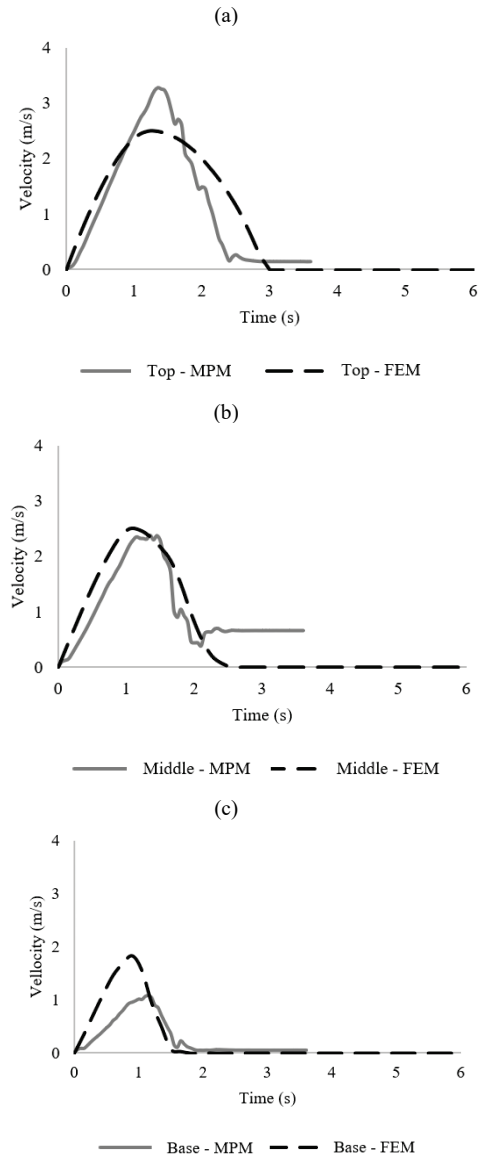 (a)
4
3
2
1
0
Velocity (m/s)
0 1 2 3 4 5 6
Time (s)
Top - MPM Top - FEM
(b)
4
3
2
1
0
Velocity (m/s)
0 1 2 3 4 5 6
Time (s)
Middle - MPM Middle - FEM
(c)
4
3
2
1
0
Vellocity (m/s)
0 1 2 3 4 5 6
Time (s)
Base - MPM Base - FEM